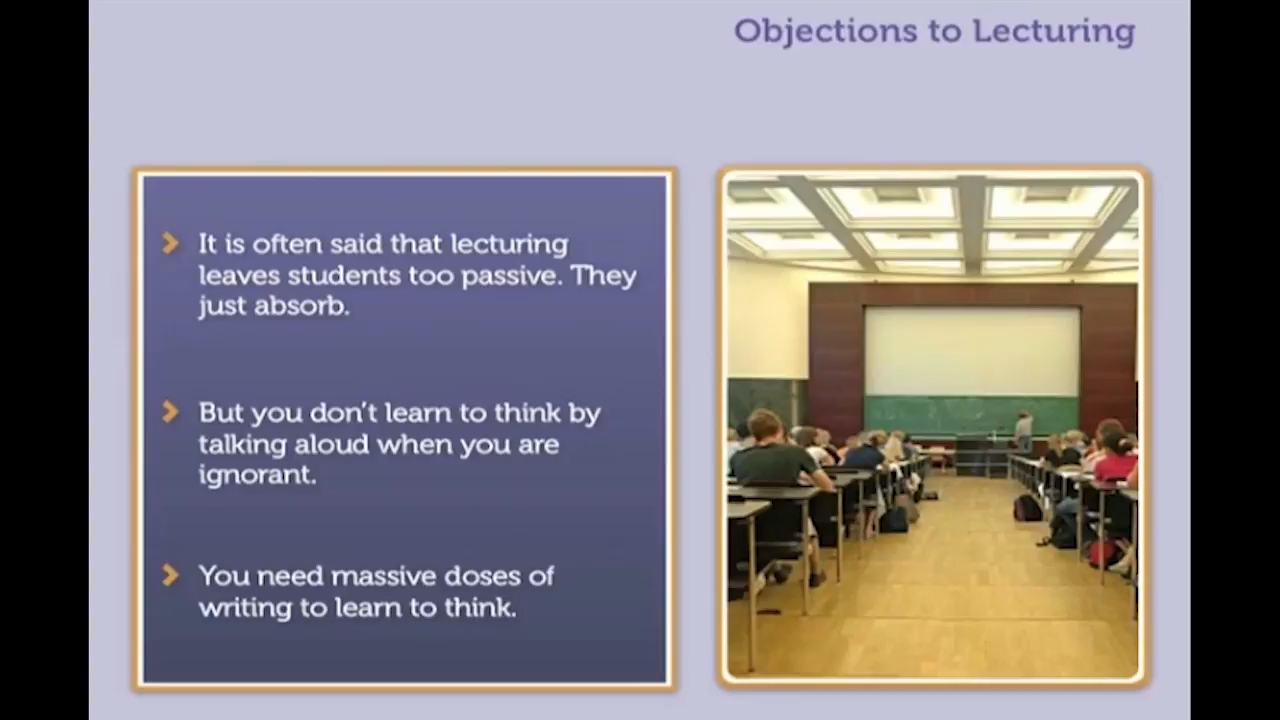 Objections to Lecturing
It is often said that lecturing
leaves students too passive. They
just absorb.
But you don't learn to think by
talking aloud when you are
ignorant.
You need massive doses of
writing to learn to think.